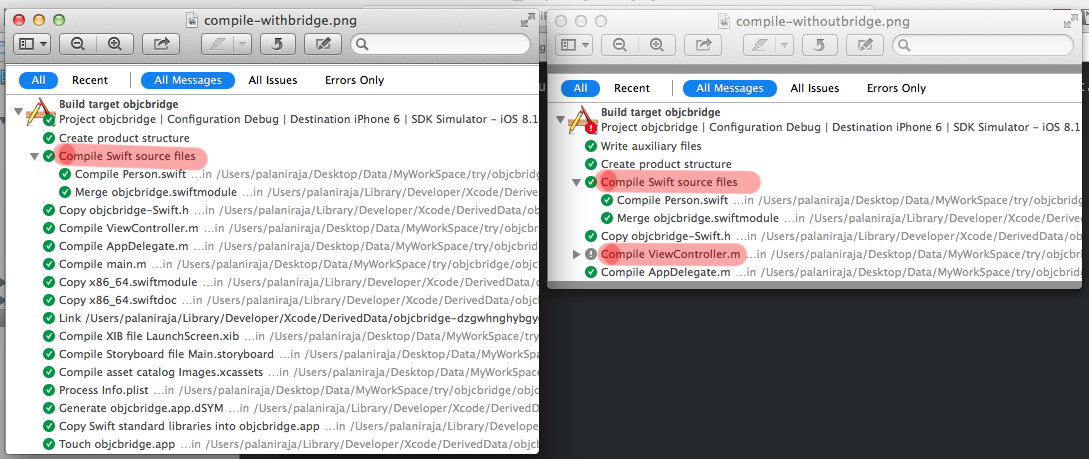 compile-withbridge.png
All Recent All Messages All Issues Errors Only
Build target objcbridge
Project objcbridge | Configuration Debug | Destination iPhone 6 | SDK Simulator - iOS 8.1
Create product structure
Compile Swift source files
Compile Person.swift ...in /Users/palaniraja/Desktop/Data/MyWorkSpace/try/objcb
Merge objcbridge.swiftmodule ...in /Users/palaniraja/Library/Developer/Xcode/D
Copy objcbridge-Swift.h ...in /Users/palaniraja/Library/Developer/Xcode/DerivedData/ob
Compile ViewController.m ...in /Users/palaniraja/Desktop/Data/MyWorkSpace/try/objcbrid
Compile AppDelegate.m ...in /Users/palaniraja/Desktop/Data/MyWorkSpace/try/objcbridge
Compile main.m ...in /Users/palaniraja/Desktop/Data/MyWorkSpace/try/objcbridge/o
Copy x86_64.swiftmodule ...in /Users/palaniraja/Library/Developer/Xcode/DerivedData/o
Copy x86_64.swiftdoc ...in /Users/palaniraja/Library/Developer/Xcode/DerivedData/objc
Link /Users/palaniraja/Library/Developer/Xcode/DerivedData/objcbridge-dzgwhnghybgy
Compile XIB file LaunchScreen.xib ...in /Users/palaniraja/Desktop/Data/MyWorkSpace
Compile Storyboard file Main.storyboard ...in /Users/palaniraja/Desktop/Data/MyWor
Compile asset catalog Images.xcassets ...in /Users/palaniraja/Desktop/Data/MyWorkS
Process Info.plist ...in /Users/palaniraja/Desktop/Data/MyWorkSpace/try/objcbridge/obj
Generate objcbridge.app.dSYM ...in /Users/palaniraja/Library/Developer/Xcode/Deriv
Copy Swift standard libraries into objcbridge.app ...in /Users/palaniraja/Library/Dev
Touch objcbridge.app ...in /Users/palaniraja/Library/Developer/Xcode/DerivedData/obj
compile-withoutbridge.png
All Recent All Messages All Issues Errors Only
Build target objcbridge
Project objcbridge | Configuration Debug | Destination iPhone 6 | SDK Simulator - iOS 8.1
Write auxiliary files
Create product structure
Compile Swift source files
Compile Person.swift ...in /Users/palaniraja/Desktop/Data/MyWorkSpace/try/objcb
Merge objcbridge.swiftmodule ...in /Users/palaniraja/Library/Developer/Xcode/D
Copy objcbridge-Swift.h ...in /Users/palaniraja/Library/Developer/Xcode/DerivedData/
Compile ViewController.m ...in /Users/palaniraja/Desktop/Data/MyWorkSpace/try/objcb
Compile AppDelegate.m ...in /Users/palaniraja/Desktop/Data/MyWorkSpace/try/objcbri